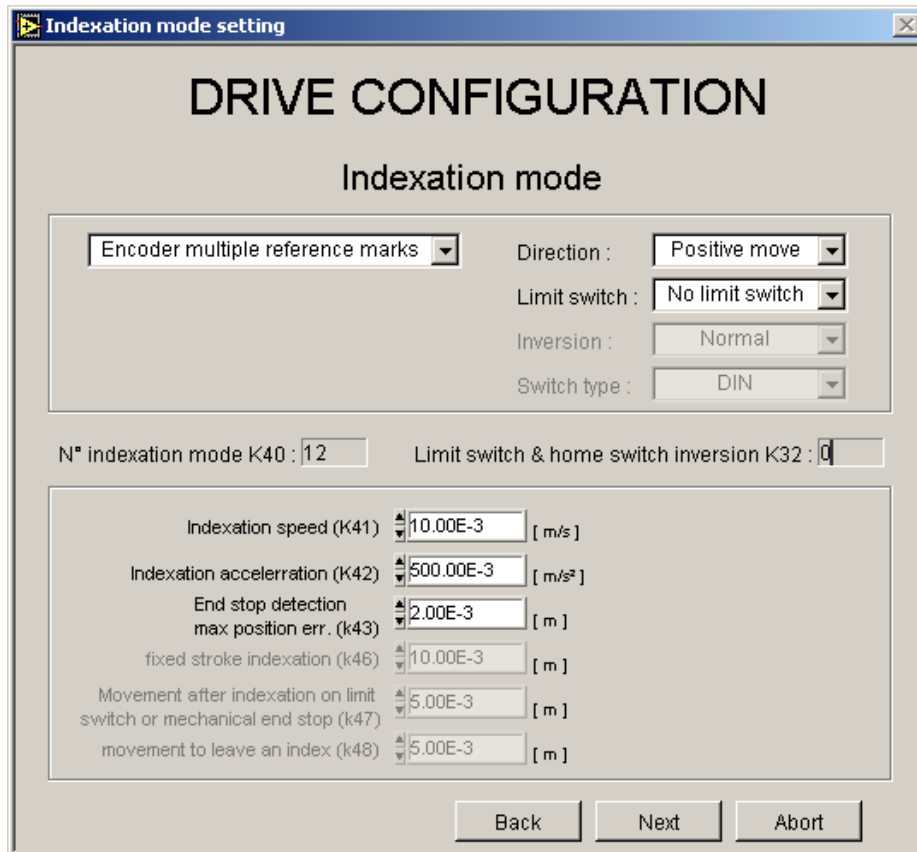 Indexation mode setting
DRIVE CONFIGURATION
Indexation mode
Encoder multiple reference marks
Direction : Positive move
Limit switch : No limit switch
Inversion : Normal
Switch type : DIN
N° indexation mode K40 : 12 Limit switch & home switch inversion K32 : 0
Indexation speed (K41) 10.00E-3 [ m/s ]
Indexation accelerration (K42) 500.00E-3 [ m/s² ]
End stop detection
max position err. (k43) 2.00E-3 [ m ]
fixed stroke indexation (k46) 10.00E-3 [ m ]
Movement after indexation on limit
switch or mechanical end stop (k47) 5.00E-3 [ m ]
movement to leave an index (k48) 5.00E-3 [ m ]
Back Next Abort